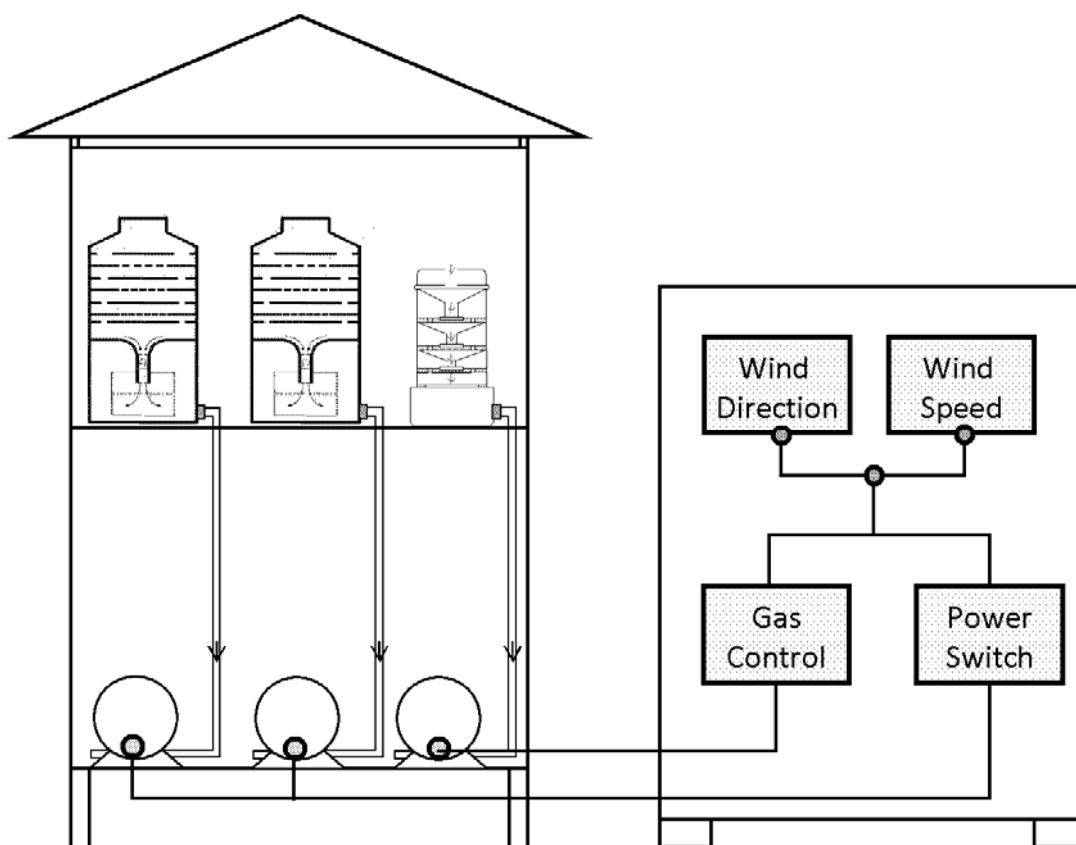 Wind
Direction
Wind
Speed
Gas
Control
Power
Switch